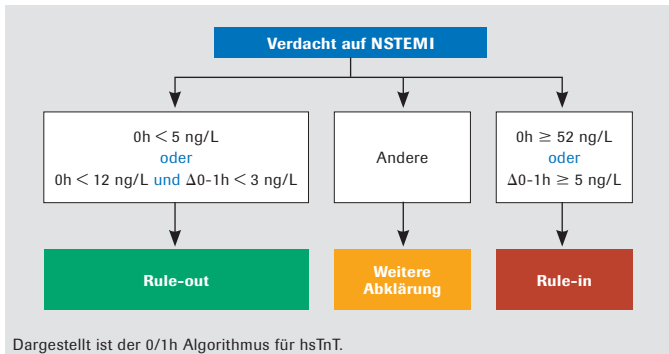 Verdacht auf NSTEMI
0h < 5 ng/L
oder
0h < 12 ng/L und Δ0-1h < 3 ng/L
Andere
0h ≥ 52 ng/L
oder
Δ0-1h ≥ 5 ng/L
Rule-out
Weitere
Abklärung
Rule-in
Dargestellt ist der 0/1h Algorithmus für hsTnT.